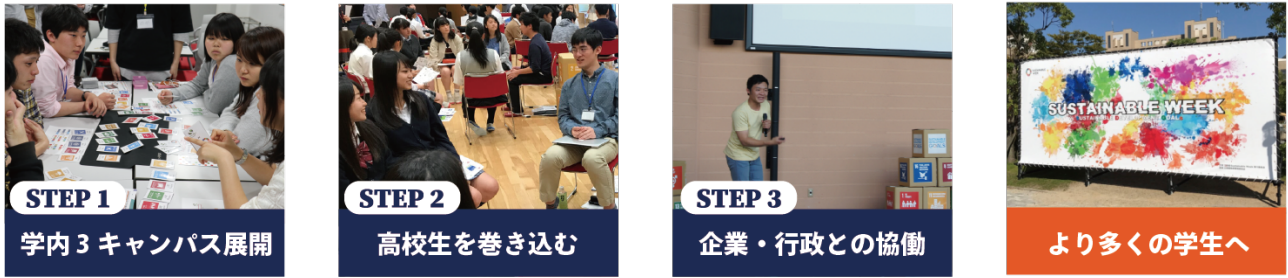 STEP 1
学内3キャンパス展開
STEP 2
高校生を巻き込む
STEP 3
企業・行政との協働
SUSTAINABLE WEEK
より多くの学生へ